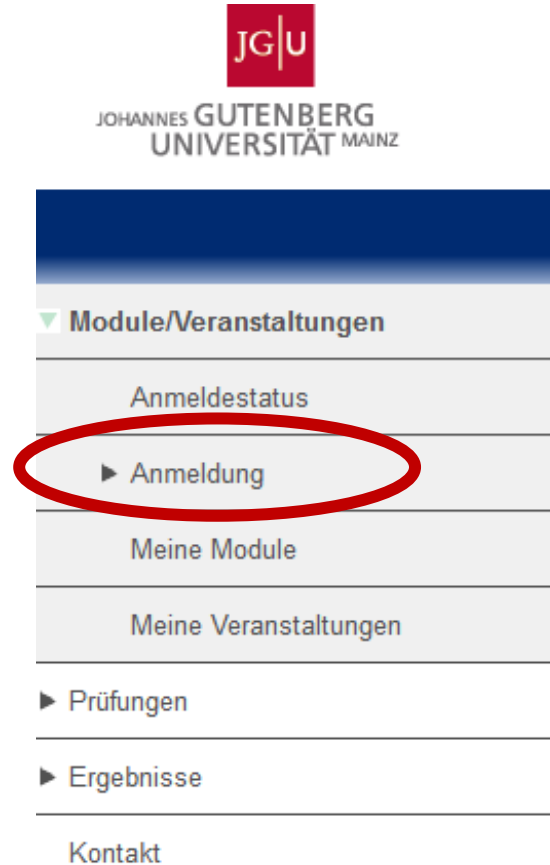 JG|U
JOHANNES GUTENBERG
UNIVERSITÄT MAINZ
Module/Veranstaltungen
Anmeldestatus
Anmeldung
Meine Module
Meine Veranstaltungen
Prüfungen
Ergebnisse
Kontakt